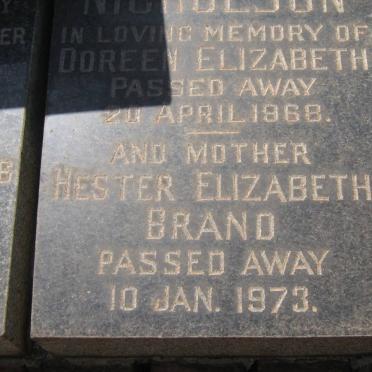 NICHOLSON
IN LOVING MEMORY OF
DOREEN ELIZABETH
PASSED AWAY
20 APRIL 1968.
AND MOTHER
HESTER ELIZABETH
BRAND
PASSED AWAY
10 JAN. 1973.